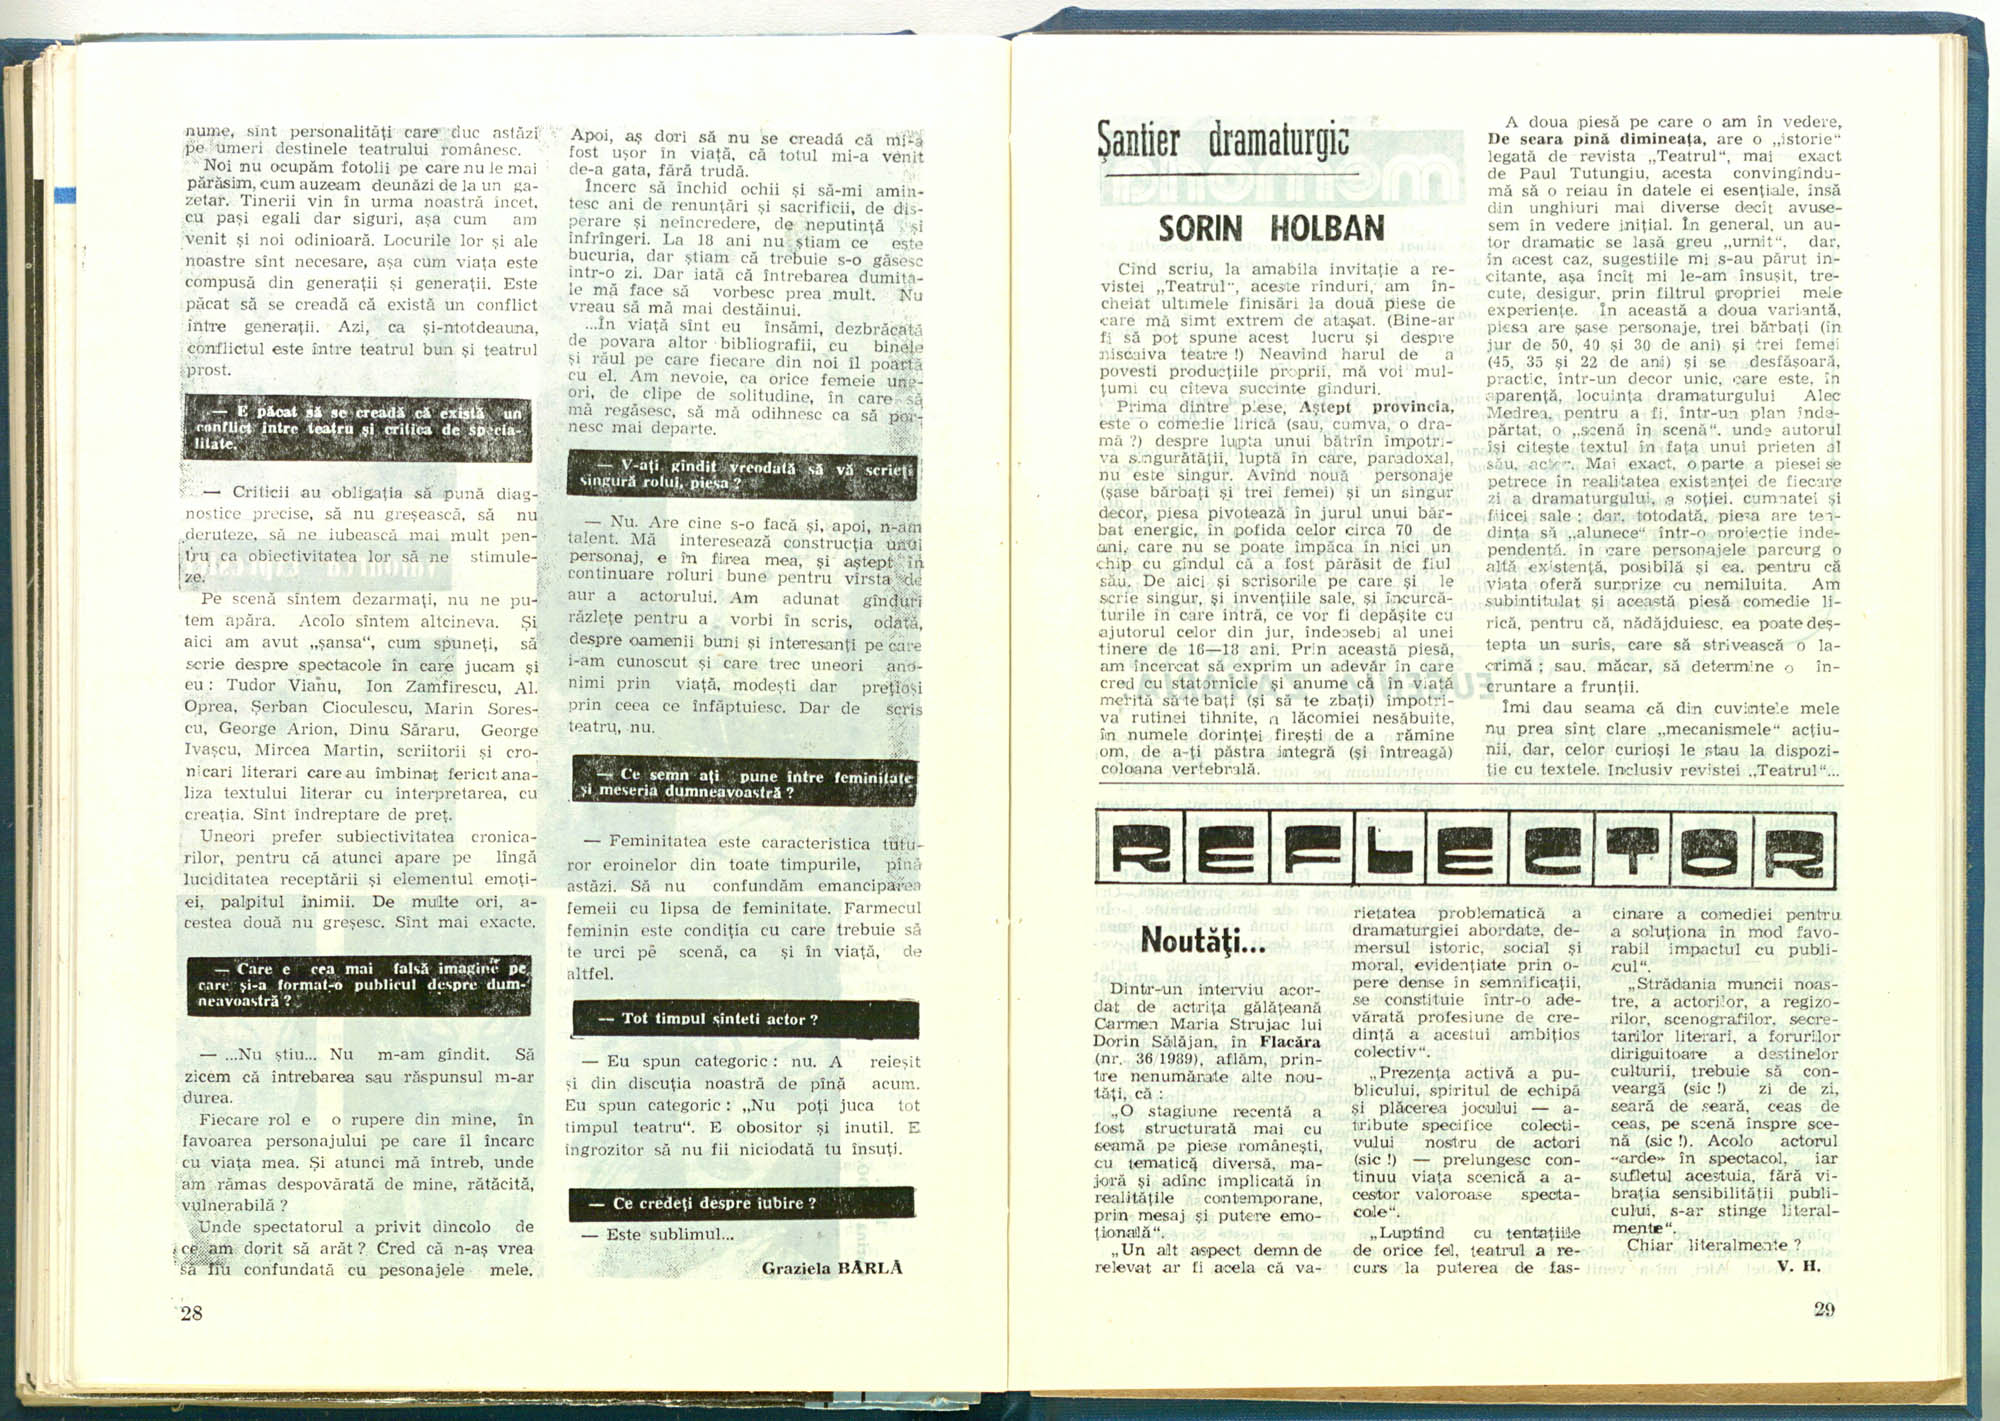 nume, sînt personalități care duc astăzi
pe umeri destinele teatrului românesc.
Noi nu ocupăm fotolii pe care nu le mai
părăsim, cum auzeam deunăzi de la un ga-
zetar. Tinerii vin în urma noastră încet,
cu pași egali dar siguri, așa cum am
venit și noi odinioară. Locurile lor și ale
noastre sînt necesare, așa cum viața este
compusă din generații și generații. Este
păcat să se creadă că există un conflict
între generații. Azi, ca și-ntotdeauna,
conflictul este între teatrul bun și teatrul
prost.
— E păcat să se creadă că există un
conflict între teatru și critica de specia-
litate.
— Criticii au obligația să pună diag-
nostice precise, să nu greșească, să nu
deruteze, să ne iubească mai mult pen-
tru ca obiectivitatea lor să ne stimule-
ze.
Pe scenă sîntem dezarmați, nu ne pu-
tem apăra. Acolo sîntem altcineva. Și
aici am avut „șansa“, cum spuneți, să
scrie despre spectacole în care jucam și
eu : Tudor Vianu, Ion Zamfirescu, Al.
Oprea, Șerban Cioculescu, Marin Sores-
cu, George Arion, Dinu Săraru, George
Ivașcu, Mircea Martin, scriitorii și cro-
nicari literari care au îmbinat fericit ana-
liza textului literar cu interpretarea, cu
creația. Sînt îndreptare de preț.
Uneori prefer subiectivitatea cronica-
rilor, pentru că atunci apare pe lîngă
luciditatea receptării și elementul emoți-
ei, palpitul inimii. De multe ori, a-
cestea două nu greșesc. Sînt mai exacte.
— Care e cea mai falsă imagine pe
care și-a format-o publicul despre dum-
neavoastră ?
— ...Nu știu... Nu m-am gîndit. Să
zicem că întrebarea sau răspunsul m-ar
durea.
Fiecare rol e o rupere din mine, în
favoarea personajului pe care îl încarc
cu viața mea. Și atunci mă întreb, unde
am rămas despovărată de mine, rătăcită,
vulnerabilă ?
Unde spectatorul a privit dincolo de
ce am dorit să arăt ? Cred că n-aș vrea
să fiu confundată cu pesonajele mele.
28
Apoi, aș dori să nu se creadă că mi-a
fost ușor în viață, că totul mi-a venit
de-a gata, fără trudă.
Încerc să închid ochii și să-mi amin-
tesc ani de renunțări și sacrificii, de dis-
perare și neîncredere, de neputință și
înfrîngeri. La 18 ani nu știam ce este
bucuria, dar știam că trebuie s-o găsesc
într-o zi. Dar iată că întrebarea dumita-
le mă face să vorbesc prea mult. Nu
vreau să mă mai destăinui.
...În viață sînt eu însămi, dezbrăcată
de povara altor bibliografii, cu binele
și răul pe care fiecare din noi îl poartă
cu el. Am nevoie, ca orice femeie une-
ori, de clipe de solitudine, în care să
mă regăsesc, să mă odihnesc ca să por-
nesc mai departe.
— V-ați gîndit vreodată să vă scrieți
singură rolul, piesa ?
— Nu. Are cine s-o facă și, apoi, n-am
talent. Mă interesează construcția unui
personaj, e în firea mea, și aștept în
continuare roluri bune pentru vîrsta de
aur a actorului. Am adunat gînduri
răzlețe pentru a vorbi în scris, odată,
despre oamenii buni și interesanți pe care
i-am cunoscut și care trec uneori ano-
nimi prin viață, modești dar prețioși
prin ceea ce înfăptuiesc. Dar de scris
teatru, nu.
— Ce semn ați pune între feminitate
și meseria dumneavoastră ?
— Feminitatea este caracteristica tutu-
ror eroinelor din toate timpurile, pînă
astăzi. Să nu confundăm emanciparea
femeii cu lipsa de feminitate. Farmecul
feminin este condiția cu care trebuie să
te urci pe scenă, ca și în viață, de
altfel.
— Tot timpul sînteti actor ?
— Eu spun categoric : nu. A reieșit
și din discuția noastră de pînă acum.
Eu spun categoric : „Nu poți juca tot
timpul teatru“. E obositor și inutil. E
îngrozitor să nu fii niciodată tu însuți.
— Ce credeți despre iubire ?
— Este sublimul...
Graziela BÂRLĂ
Șantier dramaturgic
SORIN HOLBAN
Cînd scriu, la amabila invitație a re-
vistei „Teatrul“, aceste rînduri, am în-
cheiat ultimele finisări la două piese de
care mă simt extrem de atașat. (Bine-ar
fi să pot spune acest lucru și despre
niscaiva teatre !) Neavînd harul de a
povesti producțiile proprii, mă voi mul-
țumi cu cîteva succinte gînduri.
Prima dintre piese, Aștept provincia,
este o comedie lirică (sau, cumva, o dra-
mă ?) despre lupta unui bătrîn împotri-
va singurătății, luptă în care, paradoxal,
nu este singur. Avînd nouă personaje
(șase bărbați și trei femei) și un singur
decor, piesa pivotează în jurul unui băr-
bat energic, în pofida celor circa 70 de
ani, care nu se poate împăca în nici un
chip cu gîndul că a fost părăsit de fiul
său. De aici și scrisorile pe care și le
scrie singur, și invențiile sale, și încurcă-
turile în care intră, ce vor fi depășite cu
ajutorul celor din jur, îndeosebi al unei
tinere de 16—18 ani. Prin această piesă,
am încercat să exprim un adevăr în care
cred cu statornicie și anume că în viață
merită să te bați (și să te zbați) împotri-
va rutinei tihnite, a lăcomiei nesăbuite,
în numele dorinței firești de a rămîne
om, de a-ți păstra integră (și întreagă)
coloana vertebrală.
A doua piesă pe care o am în vedere,
De seara pînă dimineața, are o „istorie“
legată de revista „Teatrul“, mai exact
de Paul Tutungiu, acesta convingîndu-
mă să o reiau în datele ei esențiale, însă
din unghiuri mai diverse decît avuse-
sem în vedere inițial. În general, un au-
tor dramatic se lasă greu „urnit“, dar,
în acest caz, sugestiile mi s-au părut in-
citante, așa încît mi le-am însușit, tre-
cute, desigur, prin filtrul propriei mele
experiențe. În această a doua variantă,
piesa are șase personaje, trei bărbați (în
jur de 50, 40 și 30 de ani) și trei femei
(45, 35 și 22 de ani) și se desfășoară,
practic, într-un decor unic, care este, în
aparență, locuința dramaturgului Alec
Medrea, pentru a fi, într-un plan înde-
părtat, o „scenă în scenă“, unde autorul
își citește textul în fața unui prieten al
său, actor. Mai exact, o parte a piesei se
petrece în realitatea existenței de fiecare
zi a dramaturgului, a soției, cumnatei și
fiicei sale ; dar, totodată, piesa are ten-
dința să „alunece“ într-o proiecție inde-
pendentă, în care personajele parcurg o
altă existență, posibilă și ea, pentru că
viața oferă surprize cu nemiluita. Am
subintitulat și această piesă comedie li-
rică, pentru că, nădăjduiesc, ea poate deș-
tepta un surîs, care să strivească o la-
crimă ; sau, măcar, să determine o în-
cruntare a frunții.
Îmi dau seama că din cuvintele mele
nu prea sînt clare „mecanismele“ acțiu-
nii, dar, celor curioși le stau la dispozi-
ție cu textele. Inclusiv revistei „Teatrul“...
REFLECTOR
Noutăți...
Dintr-un interviu acor-
dat de actrița gălățeană
Carmen Maria Strujac lui
Dorin Sălăjan, în Flacăra
(nr. 36/1989), aflăm, prin-
tre nenumărate alte nou-
tăți, că :
„O stagiune recentă a
fost structurată mai cu
seamă pe piese românești,
cu tematică diversă, ma-
joră și adînc implicată în
realitățile contemporane,
prin mesaj și putere emo-
țională“.
„Un alt aspect demn de
relevat ar fi acela că va-
rietatea problematică a
dramaturgiei abordate, de-
mersul istoric, social și
moral, evidențiate prin o-
pere dense în semnificații,
se constituie într-o ade-
vărată profesiune de cre-
dință a acestui ambițios
colectiv“.
„Prezența activă a pu-
blicului, spiritul de echipă
și plăcerea jocului — a-
tribute specifice colecti-
vului nostru de actori
(sic !) — prelungesc con-
tinuu viața scenică a a-
cestor valoroase specta-
cole“.
„Luptînd cu tentațiile
de orice fel, teatrul a re-
curs la puterea de fas-
cinare a comediei pentru
a soluționa în mod favo-
rabil impactul cu publi-
cul“.
„Strădania muncii noas-
tre, a actorilor, a regizo-
rilor, scenografilor, secre-
tarilor literari, a forurilor
diriguitoare a destinelor
culturii, trebuie să con-
veargă (sic !) zi de zi,
seară de seară, ceas de
ceas, pe scenă înspre sce-
nă (sic !). Acolo actorul
«arde» în spectacol, iar
sufletul acestuia, fără vi-
brația sensibilității publi-
cului, s-ar stinge literal-
mente“.
Chiar literalmente ?
V. H.
29